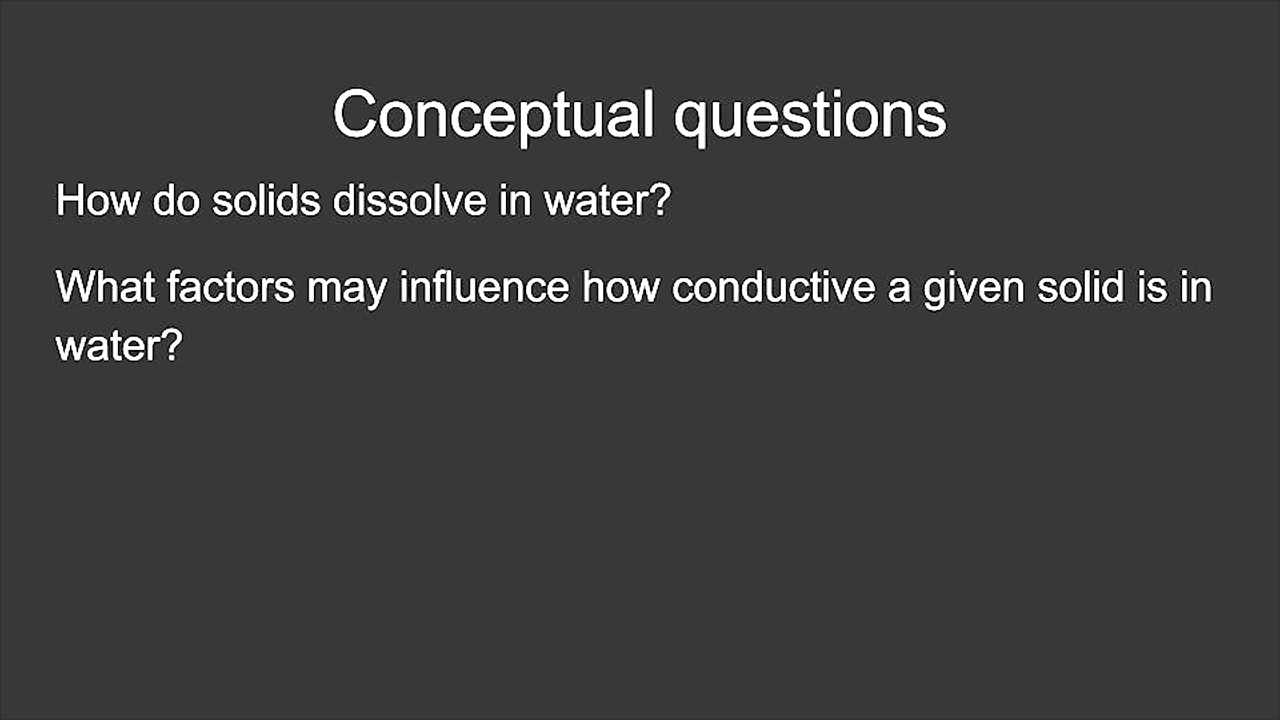 Conceptual questions
How do solids dissolve in water?
What factors may influence how conductive a given solid is in
water?